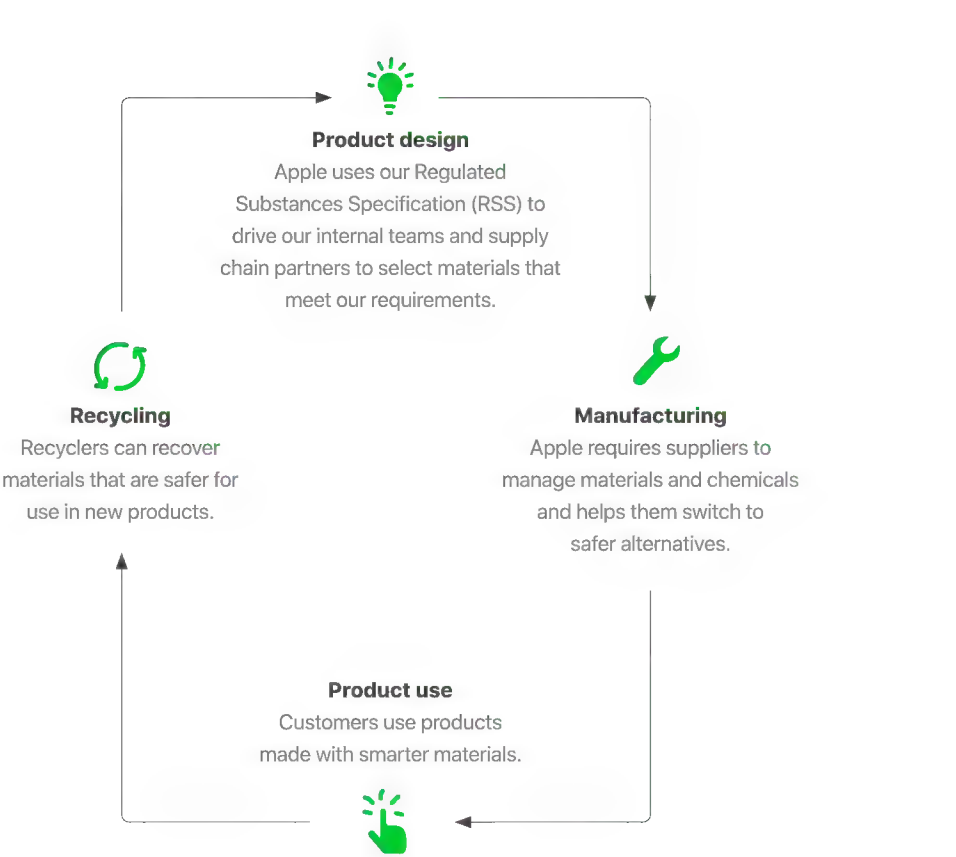 Product design
Apple uses our Regulated
Substances Specification (RSS) to
drive our internal teams and supply
chain partners to select materials that
meet our requirements.
Recycling
Recyclers can recover
materials that are safer for
use in new products.
Manufacturing
Apple requires suppliers to
manage materials and chemicals
and helps them switch to
safer alternatives.
Product use
Customers use products
made with smarter materials.